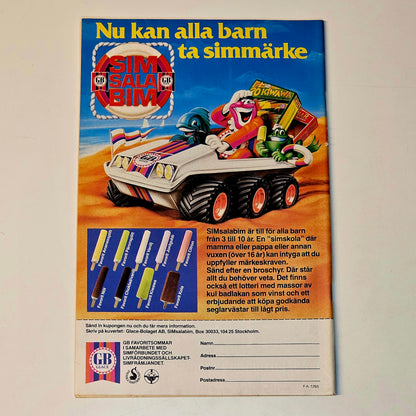 Nu kan alla barn
ta simmärke
SIM
SALA
BIM
GB GB
KIWAWA
GB
SIMsalabim är till för alla barn
från 3 till 10 år. En "simskola" där
mamma eller pappa eller annan
vuxen (över 16 år) kan intyga att du
uppfyller märkeskraven.
Sänd efter en broschyr. Där står
allt du behöver veta. Det finns
också ett lotteri med massor av
kul badlakan som vinst och ett
erbjudande att köpa godkända
seglarvästar till lågt pris.
Sänd in kupongen nu och du får mera information.
Skriv på kuvertet: Glace-Bolaget AB, SIMsalabim, Box 30033, 104 25 Stockholm.
GB
GLACE
GB FAVORITSOMMAR
I SAMARBETE MED
SIMFÖRBUNDET OCH
LIVRÄDDNINGSSÄLLSKAPET-
SIMFRÄMJANDET.
Namn
Adress
Postnr
Postadress